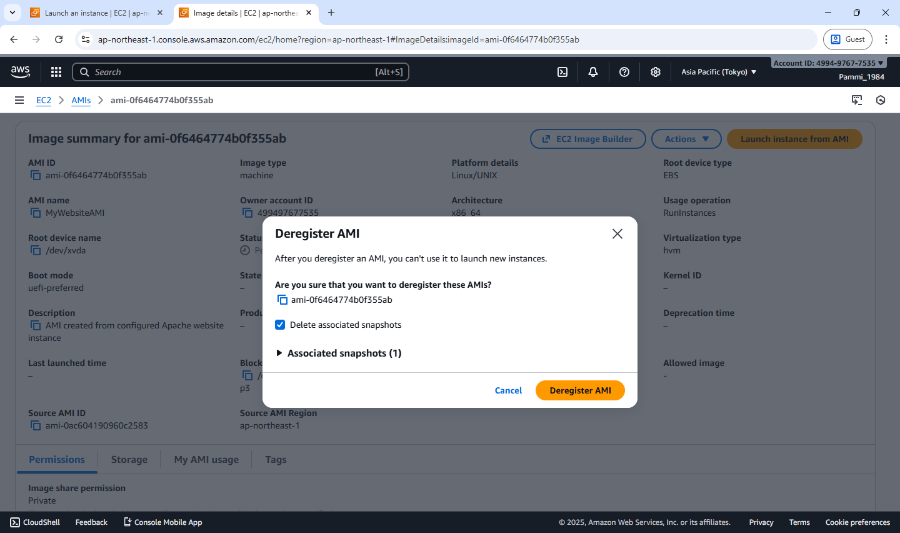 Launch an instance | EC2 | ap-n
Image details | EC2 | ap-northe
ap-northeast-1.console.aws.amazon.com/ec2/home?region=ap-northeast-1#ImageDetails:imageId=ami-0f6464774b0f355ab
Guest
aws
Search
[Alt+S]
Asia Pacific (Tokyo)
Account ID: 4994-9767-7535
Pammi_1984
EC2
AMIs
ami-0f6464774b0f355ab
Image summary for ami-0f6464774b0f355ab
EC2 Image Builder
Actions
Launch instance from AMI
AMI ID
ami-0f6464774b0f355ab
Image type
machine
Platform details
Linux/UNIX
Root device type
EBS
AMI name
MyWebsiteAMI
Owner account ID
499497677535
Architecture
x86_64
Usage operation
RunInstances
Root device name
/dev/xvda
Virtualization type
hvm
Boot mode
uefi-preferred
State
–
Kernel ID
–
Description
AMI created from configured Apache website
instance
Deprecation time
–
Last launched time
–
p3
Allowed image
-
Source AMI ID
ami-0ac604190960c2583
Source AMI Region
ap-northeast-1
Deregister AMI
After you deregister an AMI, you can't use it to launch new instances.
Are you sure that you want to deregister these AMIs?
ami-0f6464774b0f355ab
Delete associated snapshots
Associated snapshots (1)
Cancel
Deregister AMI
Permissions
Storage
My AMI usage
Tags
Image share permission
Private
CloudShell
Feedback
Console Mobile App
© 2025, Amazon Web Services, Inc. or its affiliates.
Privacy
Terms
Cookie preferences